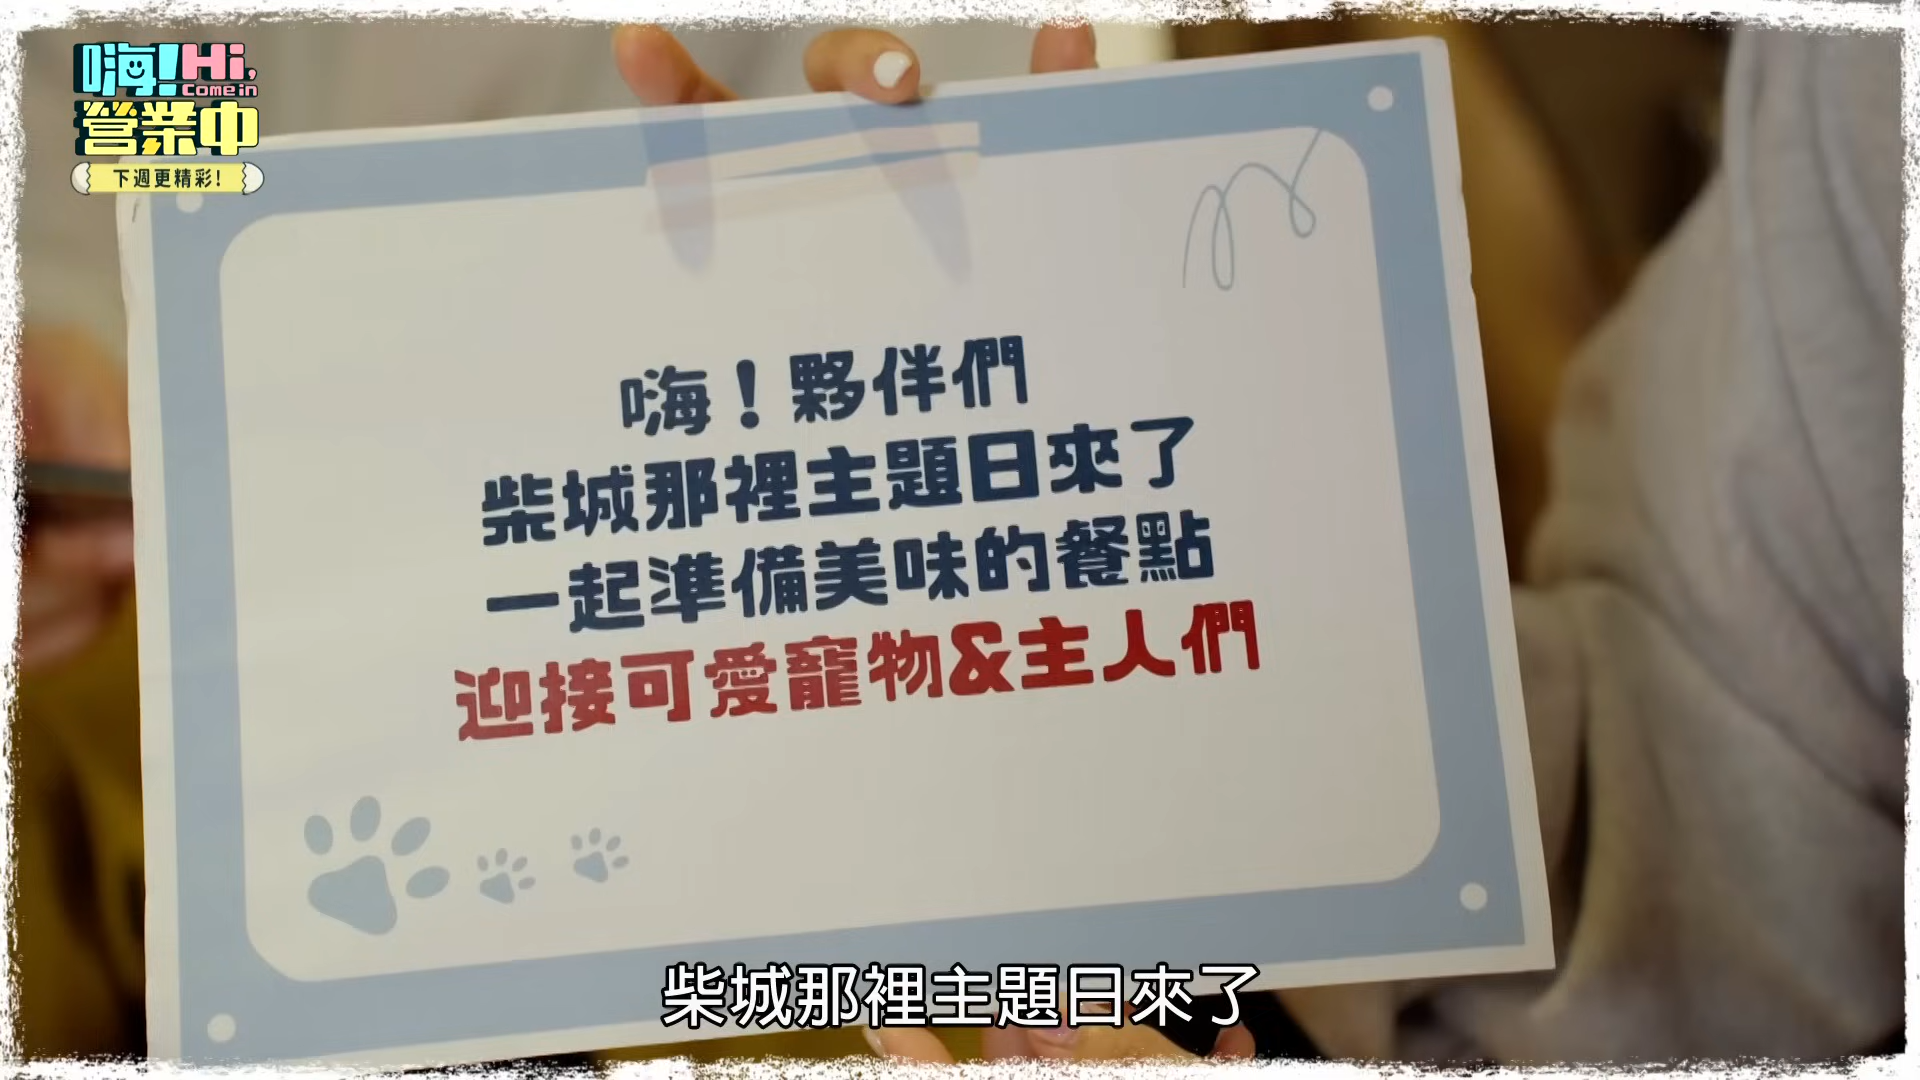 嗨!Hi,
Come in
營業中
下週更精彩!
嗨！夥伴們
柴城那裡主題日來了
一起準備美味的餐點
迎接可愛寵物&主人們
柴城那裡主題日來了